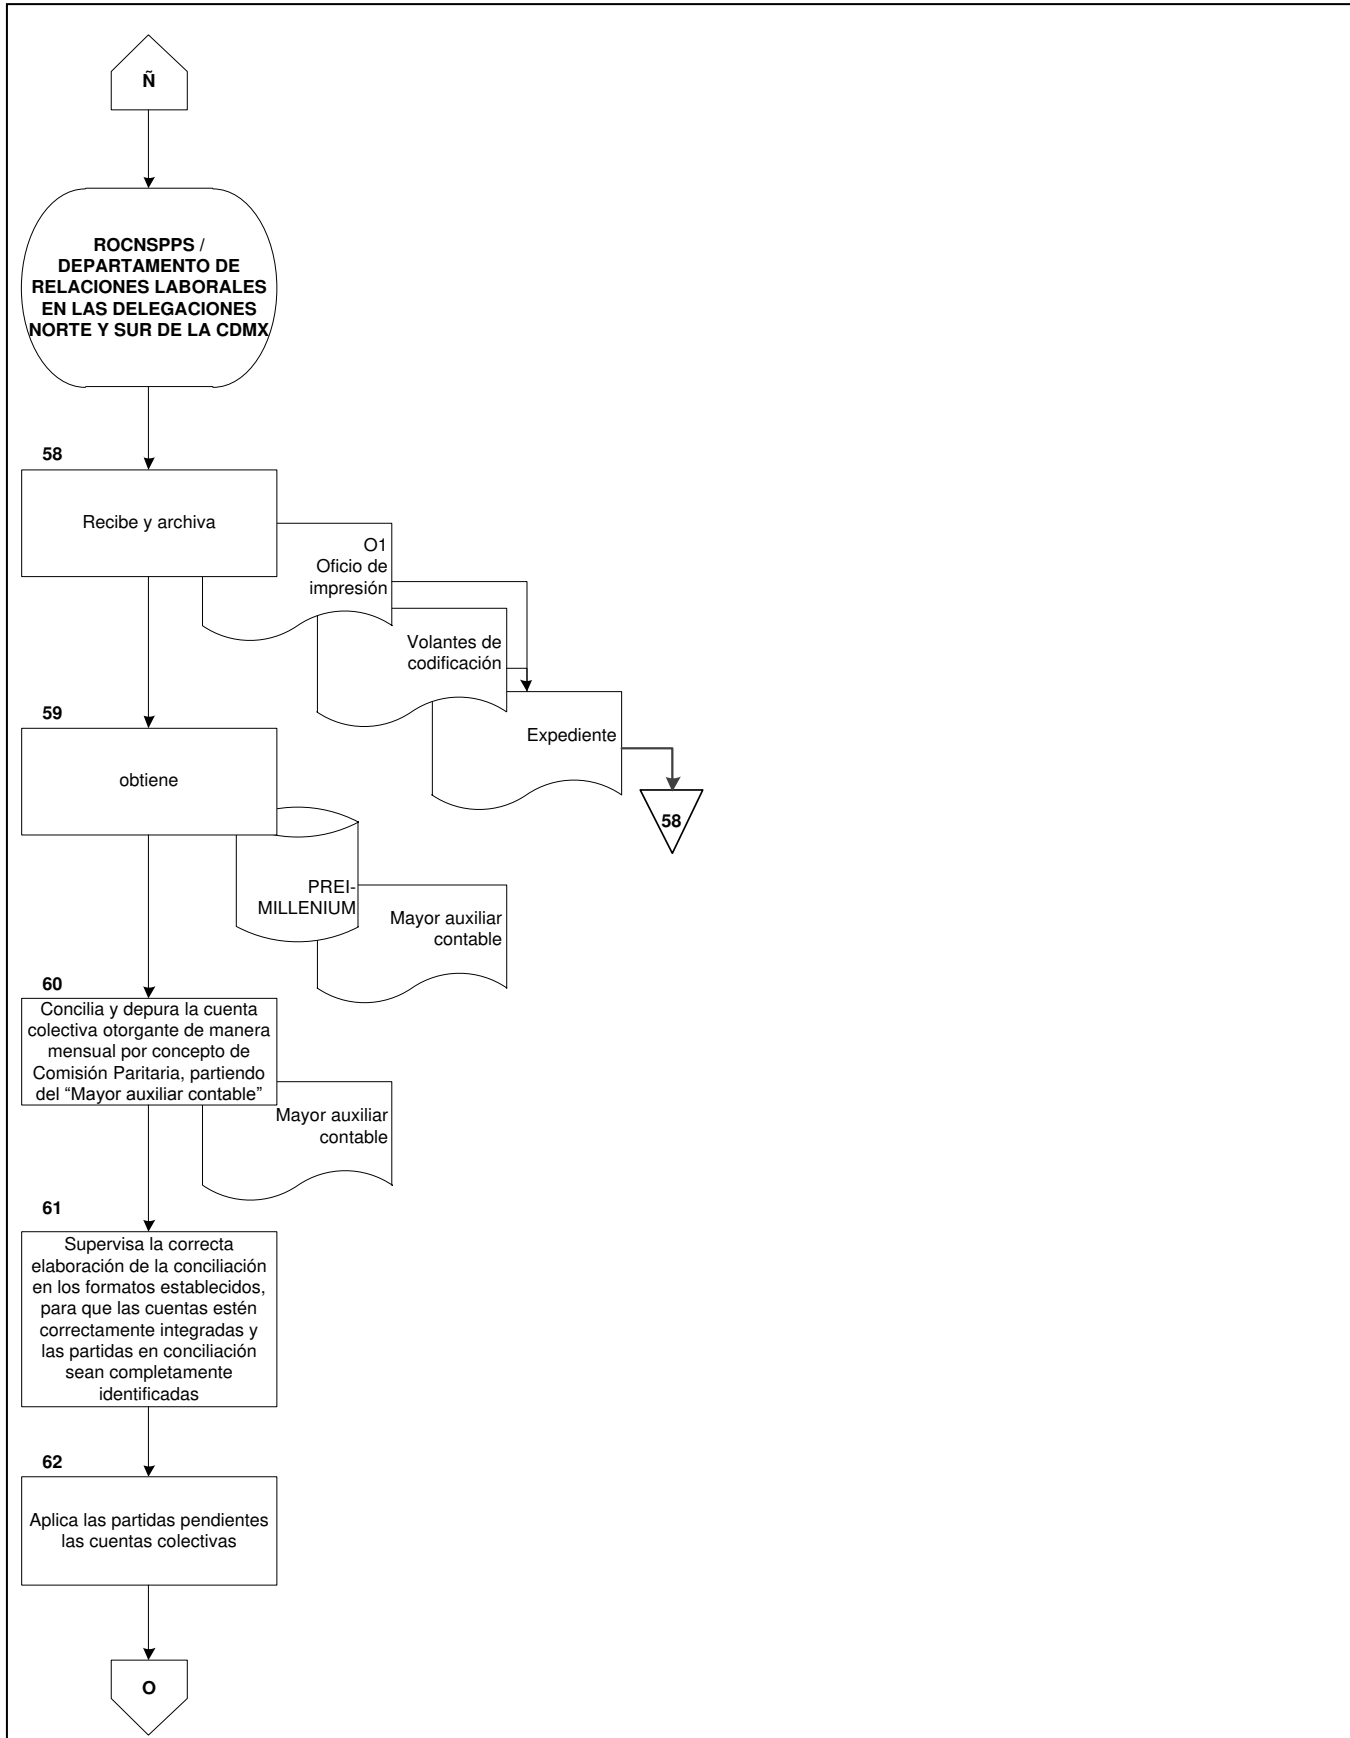 Ñ
ROCNSPPS /
DEPARTAMENTO DE
RELACIONES LABORALES
EN LAS DELEGACIONES
NORTE Y SUR DE LA CDMX
58
Recibe y archiva
O1
Oficio de
impresión
Volantes de
codificación
Expediente
58
59
obtiene
PREI-
MILLENIUM
Mayor auxiliar
contable
60
Concilia y depura la cuenta
colectiva otorgante de manera
mensual por concepto de
Comisión Paritaria, partiendo
del “Mayor auxiliar contable”
Mayor auxiliar
contable
61
Supervisa la correcta
elaboración de la conciliación
en los formatos establecidos,
para que las cuentas estén
correctamente integradas y
las partidas en conciliación
sean completamente
identificadas
62
Aplica las partidas pendientes
las cuentas colectivas
O